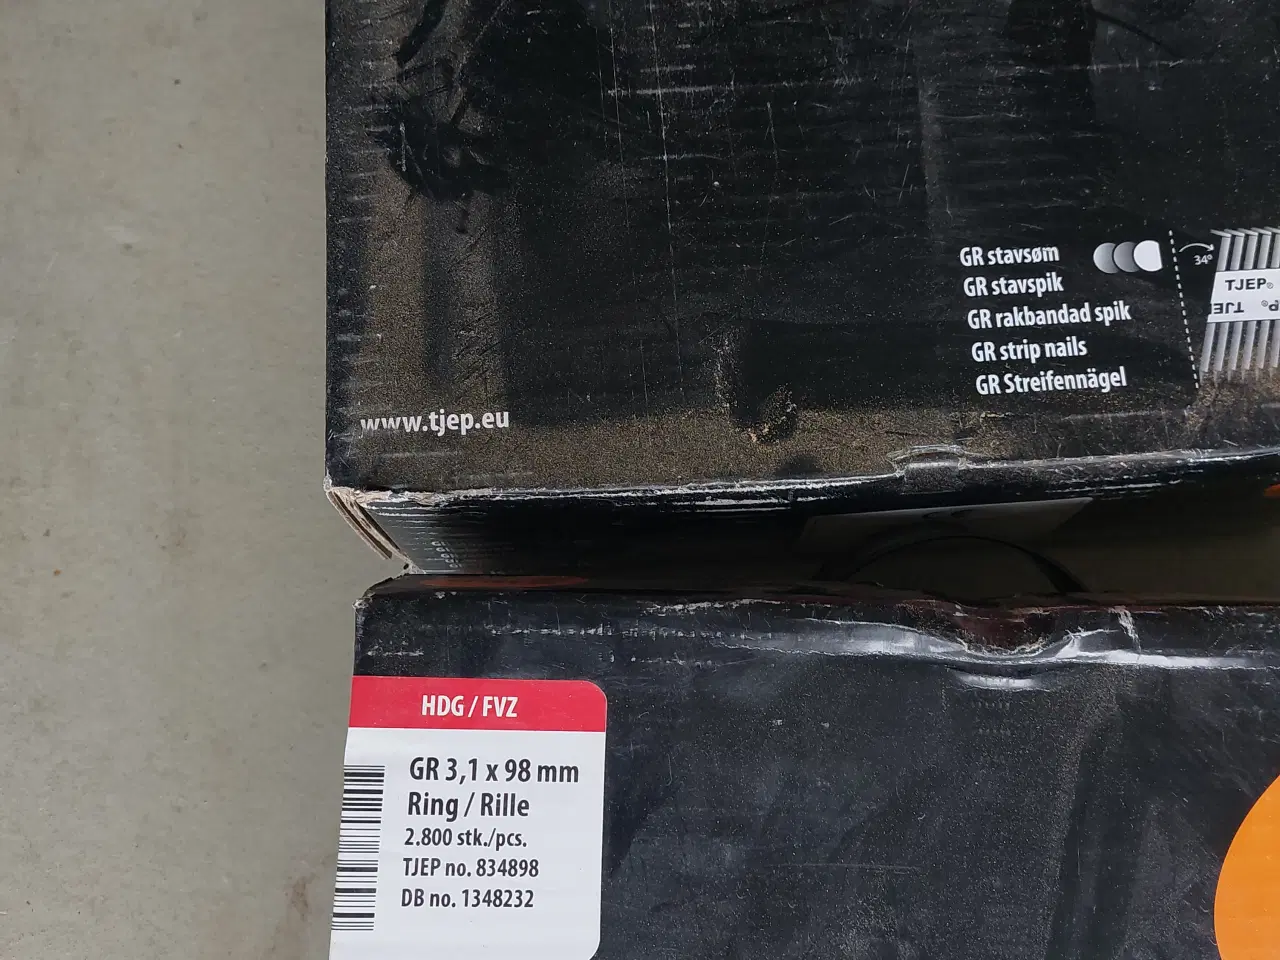 GR stavsøm
34°
GR stavspik
TJEP®
GR rakbandad spik
TJE P®
GR strip nails
GR Streifennägel
www.tjep.eu
HDG / FVZ
GR 3,1 x 98 mm
Ring / Rille
2.800 stk./pcs.
TJEP no. 834898
DB no. 1348232